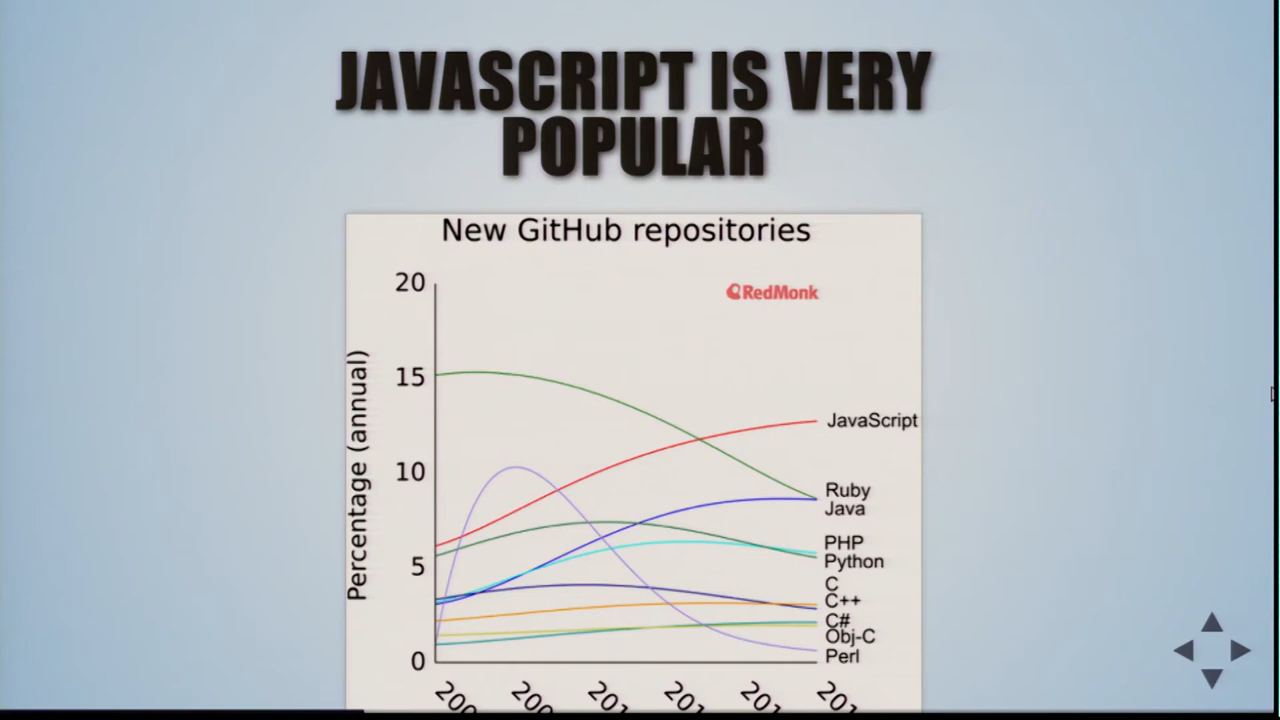 JAVASCRIPT IS VERY
POPULAR
New GitHub repositories
RedMonk
Percentage (annual)
20
15
10
5
0
JavaScript
Ruby
Java
PHP
Python
C
C++
C#
Obj-C
Perl